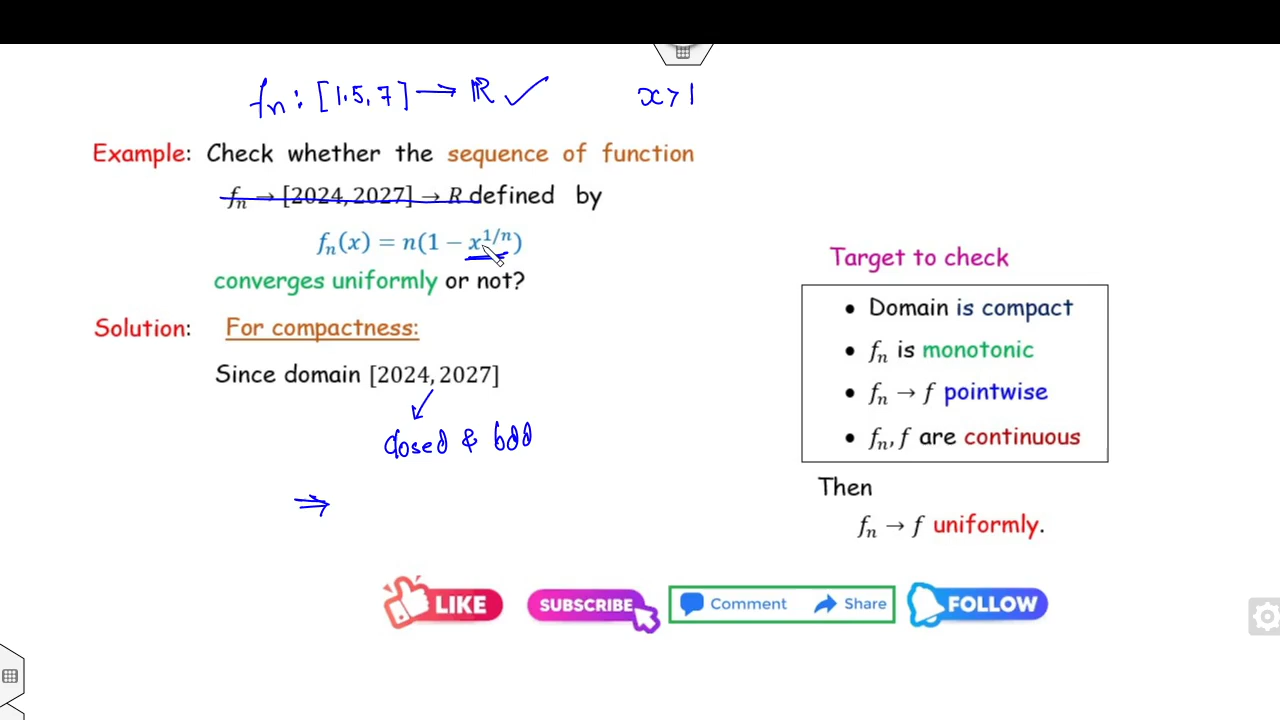 fn : [1.5, 7] → ℝ ✓ x > 1
Example: Check whether the sequence of function
fₙ → [2024, 2027] → R defined by
fₙ(x) = n(1 − x^{1/n})
converges uniformly or not?
Target to check
Solution: For compactness:
• Domain is compact
• fₙ is monotonic
Since domain [2024, 2027]
• fₙ → f pointwise
closed & bdd
• fₙ, f are continuous
⇒
Then
fₙ → f uniformly.
LIKE SUBSCRIBE Comment Share FOLLOW